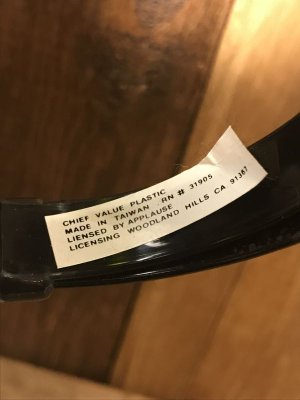 CHIEF VALUE PLASTIC
MADE IN TAIWAN RN # 31905
LIENSED BY APPLAUSE
LICENSING WOODLAND HILLS CA 91367